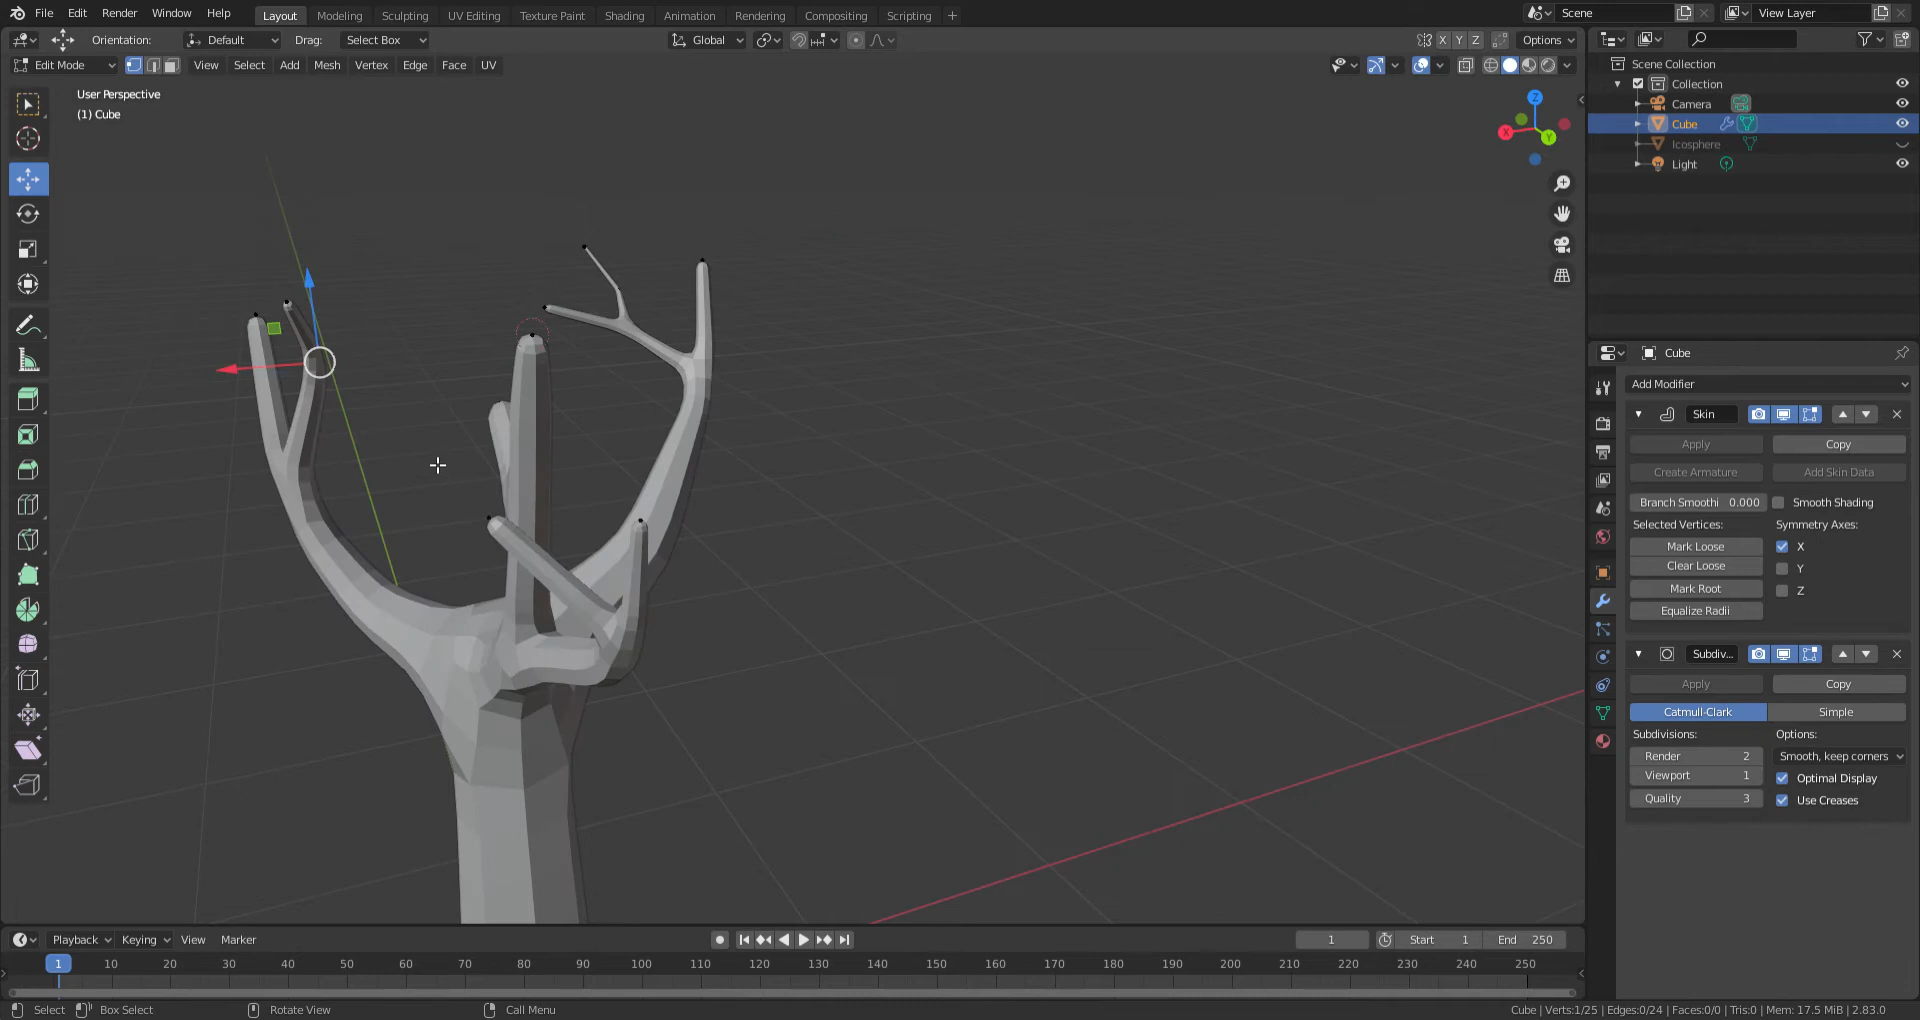 File Edit Render Window Help Layout Modeling Sculpting UV Editing Texture Paint Shading Animation Rendering Compositing Scripting + Scene View Layer
Orientation: Default Drag: Select Box Global X Y Z Options
Edit Mode View Select Add Mesh Vertex Edge Face UV
User Perspective
(1) Cube
Z
X
Y
Scene Collection
Collection
Camera
Cube
Icosphere
Light
Cube
Add Modifier
Skin
Apply Copy
Create Armature Add Skin Data
Branch Smoothi 0.000 Smooth Shading
Selected Vertices: Symmetry Axes:
Mark Loose X
Clear Loose Y
Mark Root Z
Equalize Radii
Subdiv...
Apply Copy
Catmull-Clark Simple
Subdivisions: Options:
Render 2 Smooth, keep corners
Viewport 1 Optimal Display
Quality 3 Use Creases
Playback Keying View Marker 1 Start 1 End 250
1 10 20 30 40 50 60 70 80 90 100 110 120 130 140 150 160 170 180 190 200 210 220 230 240 250
Select Box Select Rotate View Call Menu Cube | Verts:1/25 | Edges:0/24 | Faces:0/0 | Tris:0 | Mem: 17.5 MiB | 2.83.0